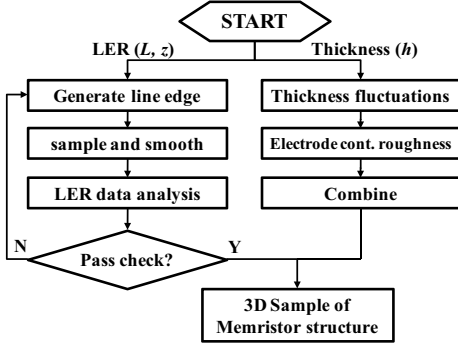 START
LER (L, z)
Thickness (h)
Generate line edge
Thickness fluctuations
sample and smooth
Electrode cont. roughness
LER data analysis
Combine
N
Pass check?
Y
3D Sample of
Memristor structure